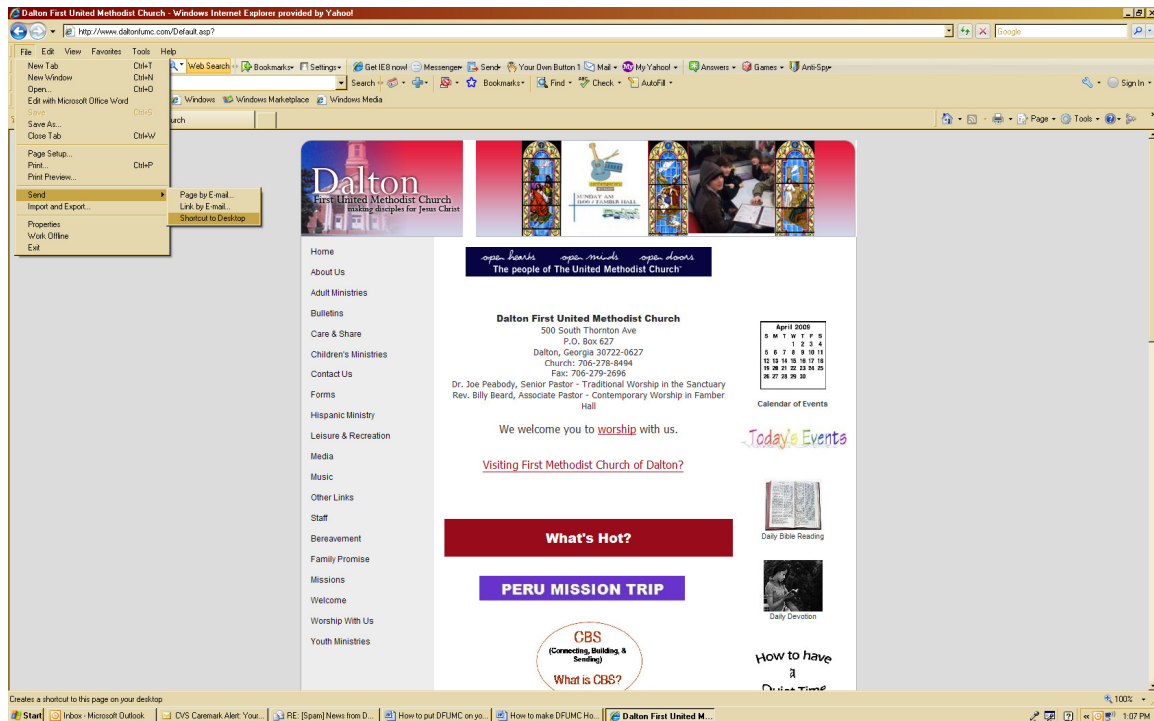 Dalton First United Methodist Church - Windows Internet Explorer provided by Yahoo!
http://www.daltonfumc.com/Default.asp?
Google
File Edit View Favorites Tools Help
Web Search Bookmarks Settings Get IE8 now! Messenger Send Your Own Button 1 Mail My Yahoo! Answers Games Anti-Spy
Search Bookmarks Find Check AutoFill Sign In
Windows Windows Marketplace Windows Media
urch
Page Tools
New Tab Ctrl+T
New Window Ctrl+N
Open... Ctrl+O
Edit with Microsoft Office Word
Save Ctrl+S
Save As...
Close Tab Ctrl+W
Page Setup...
Print... Ctrl+P
Print Preview...
Send
Import and Export...
Properties
Work Offline
Exit
Page by E-mail...
Link by E-mail...
Shortcut to Desktop
Dalton
First United Methodist Church
making disciples for Jesus Christ
SUNDAY AM
11:00 / FAMBER HALL
Home
About Us
Adult Ministries
Bulletins
Care & Share
Children's Ministries
Contact Us
Forms
Hispanic Ministry
Leisure & Recreation
Media
Music
Other Links
Staff
Bereavement
Family Promise
Missions
Welcome
Worship With Us
Youth Ministries
open hearts open minds open doors
The people of The United Methodist Church
Dalton First United Methodist Church
500 South Thornton Ave
P.O. Box 627
Dalton, Georgia 30722-0627
Church: 706-278-8494
Fax: 706-279-2696
Dr. Joe Peabody, Senior Pastor - Traditional Worship in the Sanctuary
Rev. Billy Beard, Associate Pastor - Contemporary Worship in Famber
Hall
We welcome you to worship with us.
Visiting First Methodist Church of Dalton?
What's Hot?
PERU MISSION TRIP
CBS
(Connecting, Building, &
Sending)
What is CBS?
April 2009
S M T W T F S
1 2 3 4
5 6 7 8 9 10 11
12 13 14 15 16 17 18
19 20 21 22 23 24 25
26 27 28 29 30
Calendar of Events
Today's Events
Daily Bible Reading
Daily Devotion
How to have
a
Quiet Time
Creates a shortcut to this page on your desktop
100%
Start Inbox - Microsoft Outlook CVS Caremark Alert: Your... RE: [Spam] News from D... How to put DFUMC on yo... How to make DFUMC Ho... Dalton First United M... 1:07 PM